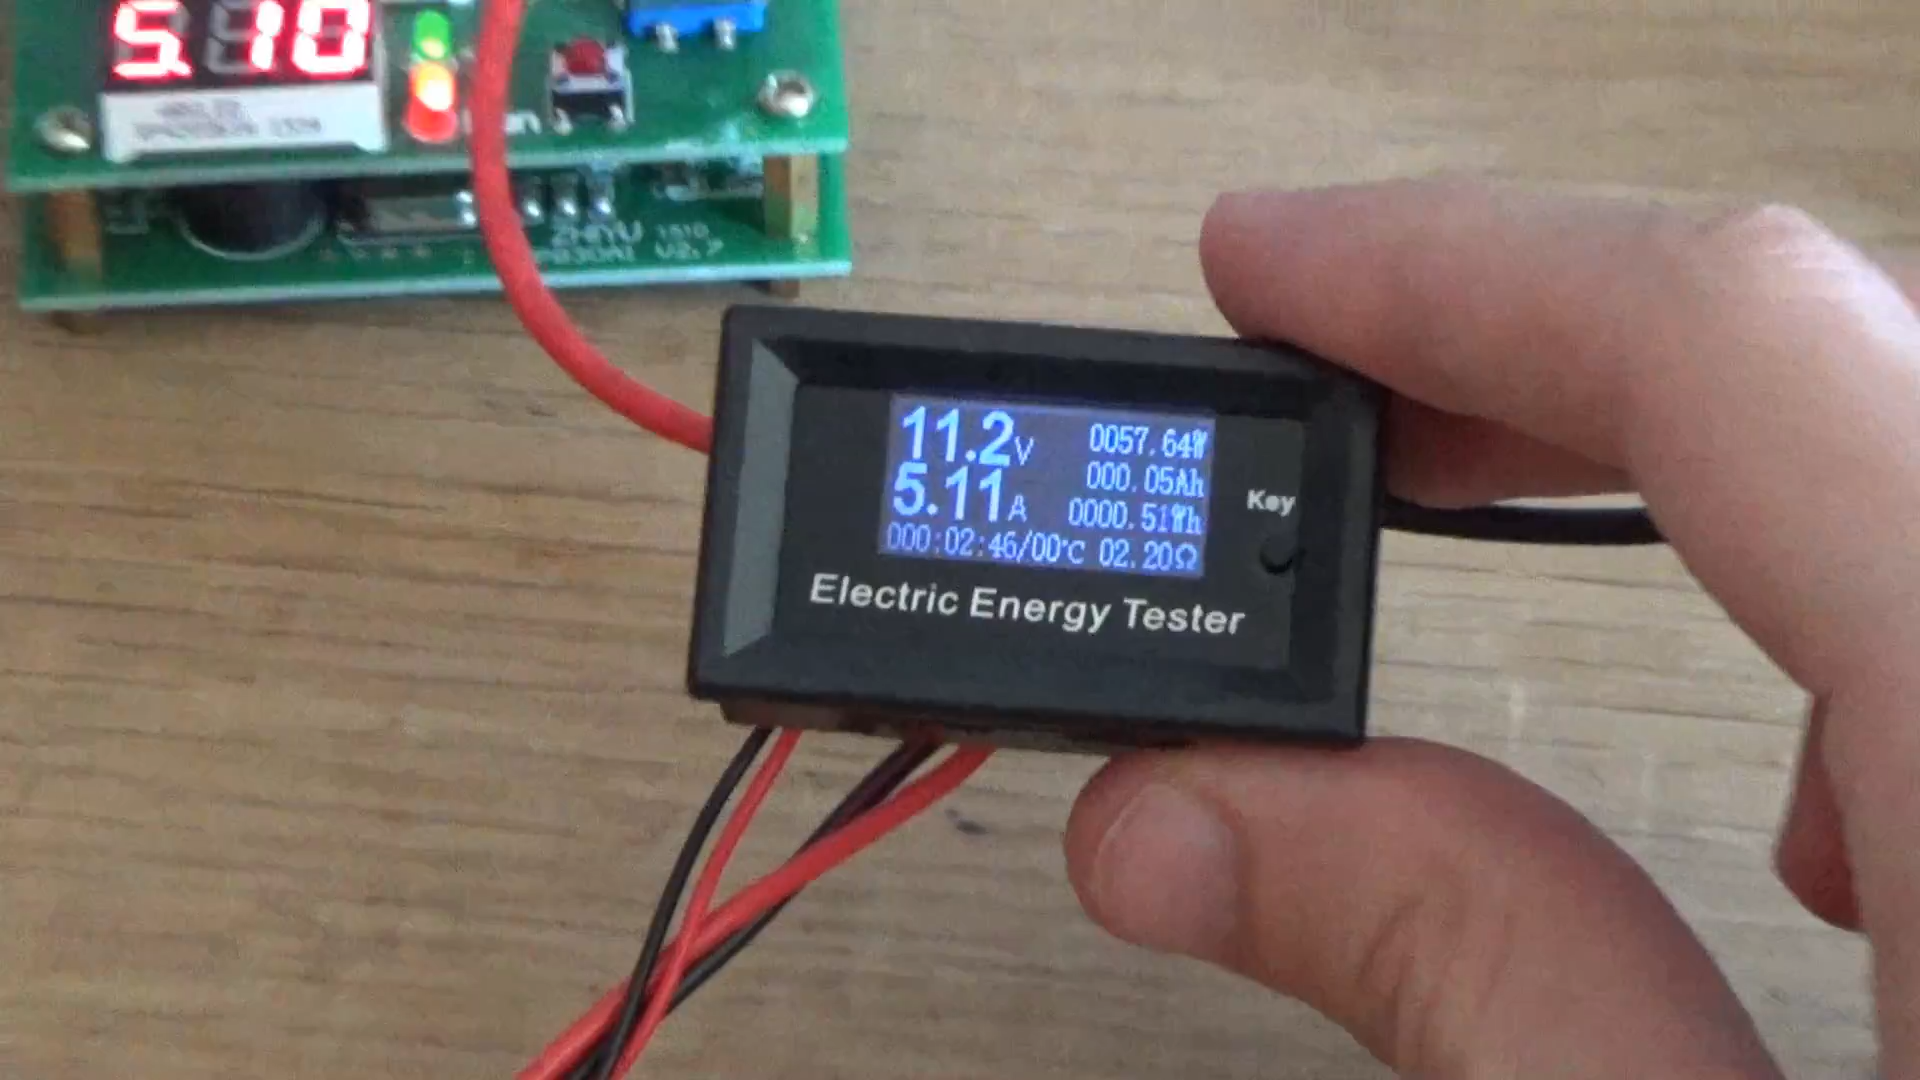 5.10
ZHIYU 1510
V2.7
11.2V 0057.64W
5.11A 000.05Ah
0000.51Wh
000:02:46/00℃ 02.20Ω
Key
Electric Energy Tester